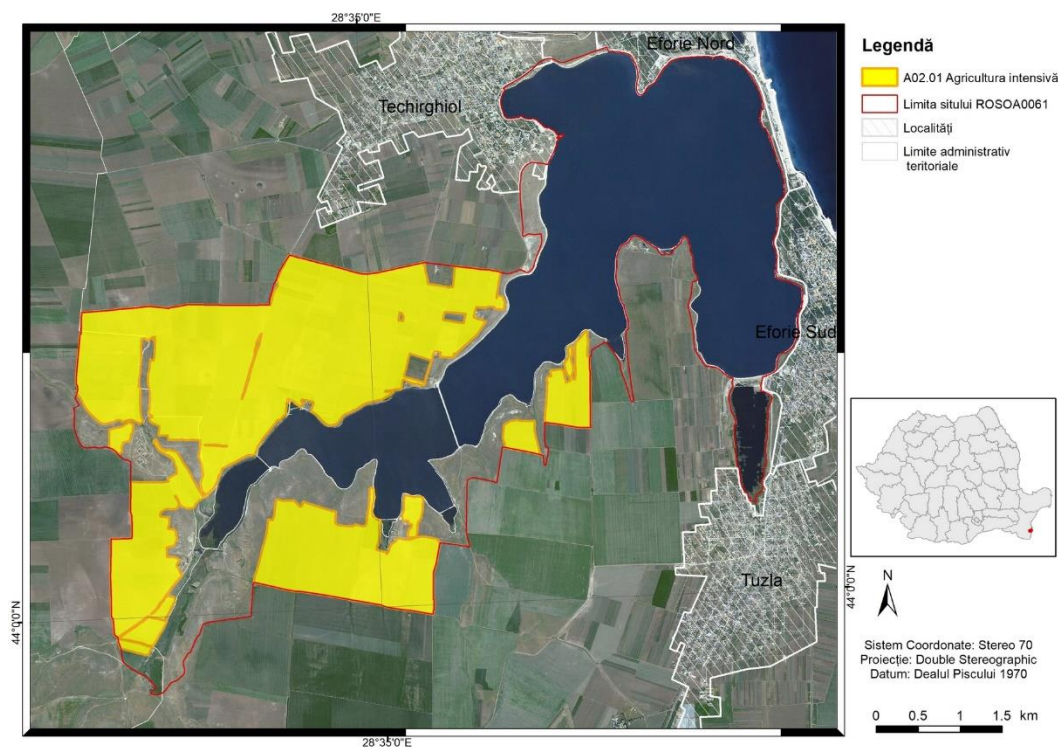 28°35'0"E
Eforie Nord
Techirghiol
Eforie Sud
Tuzla
44°0'0"N
44°0'0"N
28°35'0"E
Legendă
A02.01 Agricultura intensivă
Limita sitului ROSOA0061
Localități
Limite administrativ
teritoriale
N
Sistem Coordonate: Stereo 70
Proiecție: Double Stereographic
Datum: Dealul Piscului 1970
0 0.5 1 1.5 km